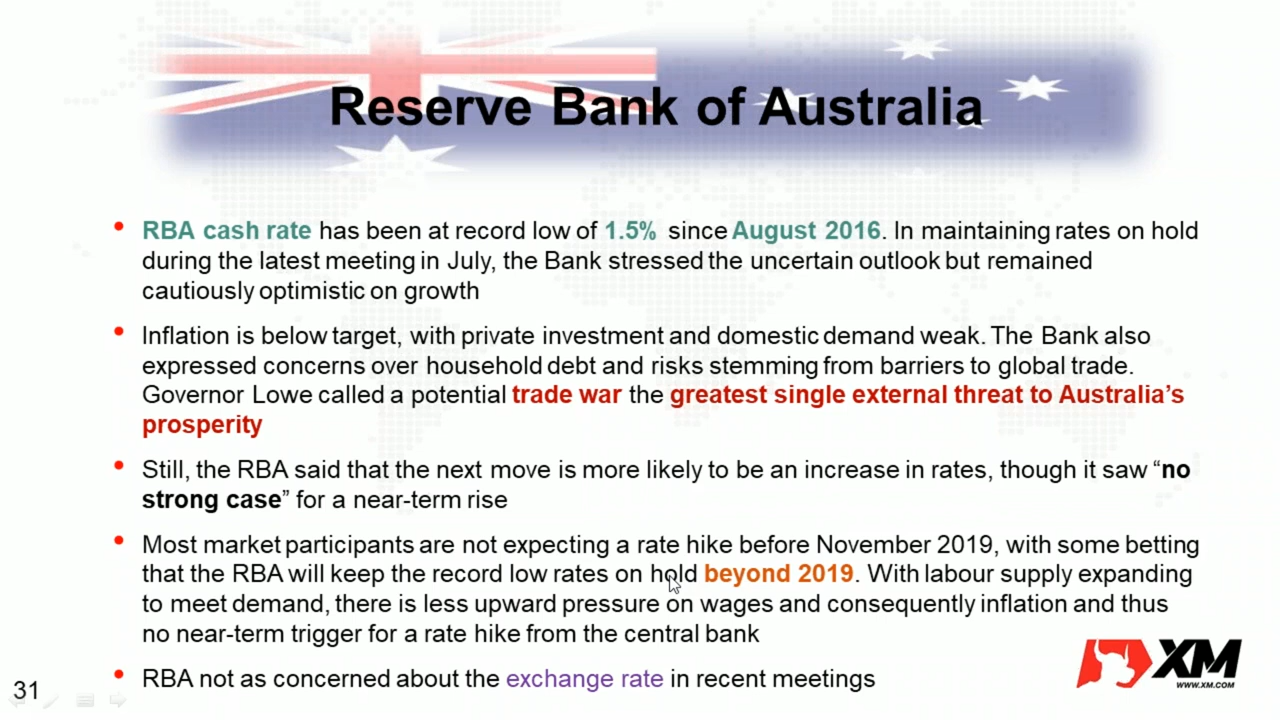 Reserve Bank of Australia
• RBA cash rate has been at record low of 1.5% since August 2016. In maintaining rates on hold
during the latest meeting in July, the Bank stressed the uncertain outlook but remained
cautiously optimistic on growth
• Inflation is below target, with private investment and domestic demand weak. The Bank also
expressed concerns over household debt and risks stemming from barriers to global trade.
Governor Lowe called a potential trade war the greatest single external threat to Australia’s
prosperity
• Still, the RBA said that the next move is more likely to be an increase in rates, though it saw “no
strong case” for a near-term rise
• Most market participants are not expecting a rate hike before November 2019, with some betting
that the RBA will keep the record low rates on hold beyond 2019. With labour supply expanding
to meet demand, there is less upward pressure on wages and consequently inflation and thus
no near-term trigger for a rate hike from the central bank
• RBA not as concerned about the exchange rate in recent meetings
31
XM
www.xm.com